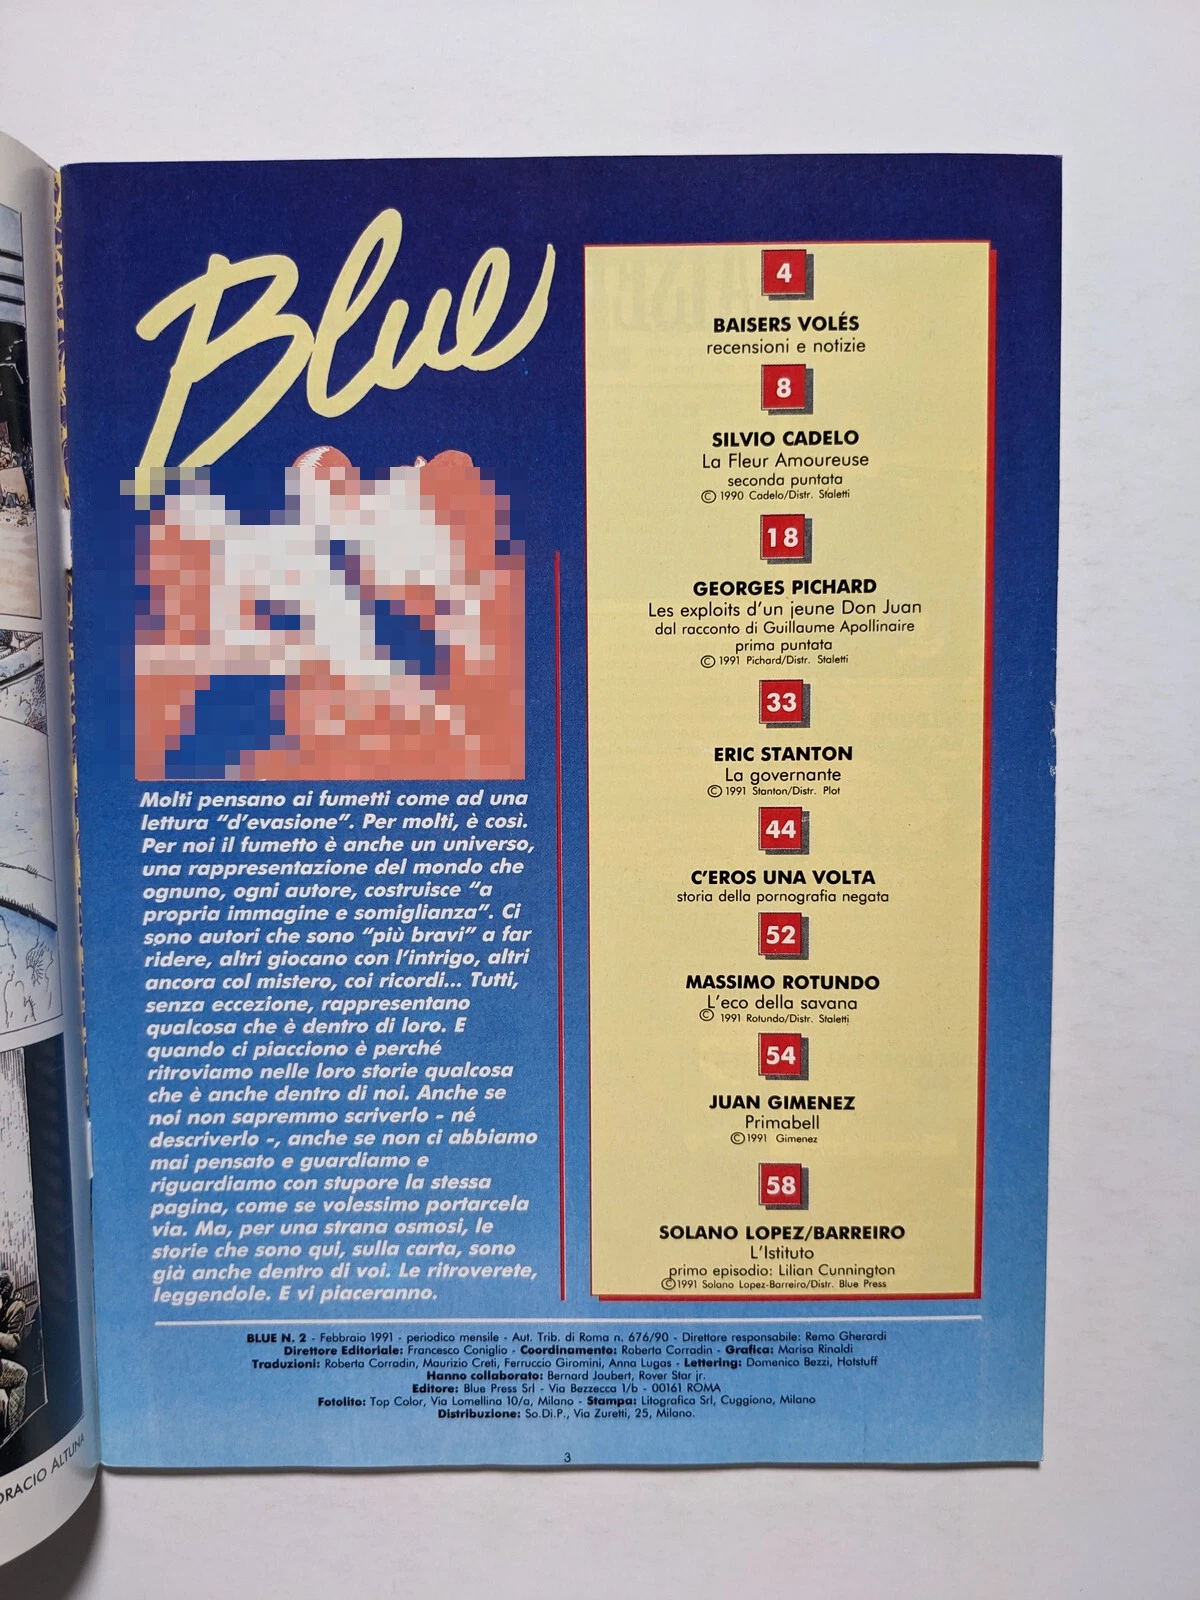 Blue
Molti pensano ai fumetti come ad una
lettura "d'evasione". Per molti, è così.
Per noi il fumetto è anche un universo,
una rappresentazione del mondo che
ognuno, ogni autore, costruisce "a
propria immagine e somiglianza". Ci
sono autori che sono "più bravi" a far
ridere, altri giocano con l'intrigo, altri
ancora col mistero, coi ricordi... Tutti,
senza eccezione, rappresentano
qualcosa che è dentro di loro. E
quando ci piacciono è perché
ritroviamo nelle loro storie qualcosa
che è anche dentro di noi. Anche se
noi non sapremmo scriverlo - né
descriverlo -, anche se non ci abbiamo
mai pensato e guardiamo e
riguardiamo con stupore la stessa
pagina, come se volessimo portarcela
via. Ma, per una strana osmosi, le
storie che sono qui, sulla carta, sono
già anche dentro di voi. Le ritroverete,
leggendole. E vi piaceranno.
4
BAISERS VOLÉS
recensioni e notizie
8
SILVIO CADELO
La Fleur Amoureuse
seconda puntata
© 1990 Cadelo/Distr. Staletti
18
GEORGES PICHARD
Les exploits d'un jeune Don Juan
dal racconto di Guillaume Apollinaire
prima puntata
© 1991 Pichard/Distr. Staletti
33
ERIC STANTON
La governante
© 1991 Stanton/Distr. Plot
44
C'EROS UNA VOLTA
storia della pornografia negata
52
MASSIMO ROTUNDO
L'eco della savana
© 1991 Rotundo/Distr. Staletti
54
JUAN GIMENEZ
Primabell
© 1991 Gimenez
58
SOLANO LOPEZ/BARREIRO
L'Istituto
primo episodio: Lilian Cunnington
© 1991 Solano Lopez-Barreiro/Distr. Blue Press
BLUE N. 2 - Febbraio 1991 - periodico mensile - Aut. Trib. di Roma n. 676/90 - Direttore responsabile: Remo Gherardi
Direttore Editoriale: Francesco Coniglio - Coordinamento: Roberta Corradin - Grafica: Marisa Rinaldi
Traduzioni: Roberta Corradin, Maurizio Creti, Ferruccio Giromini, Anna Lugas - Lettering: Domenico Bezzi, Hotstuff
Hanno collaborato: Bernard Joubert, Rover Star jr.
Editore: Blue Press Srl - Via Bezzecca 1/b - 00161 ROMA
Fotolito: Top Color, Via Lomellina 10/a, Milano - Stampa: Litografica Srl, Cuggiono, Milano
Distribuzione: So.Di.P., Via Zuretti, 25, Milano.
3
ALTUNA